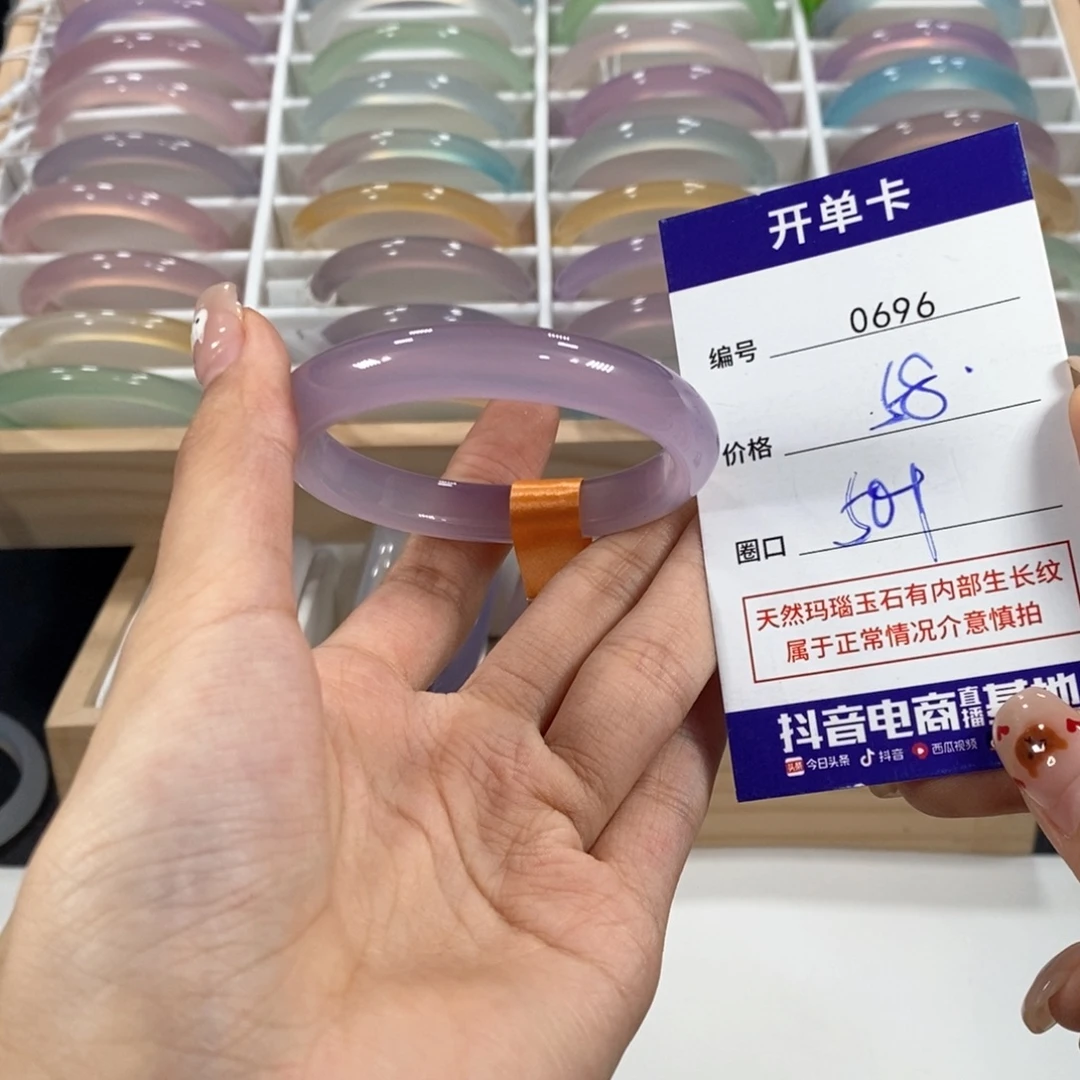 开单卡
编号 0696
价格 58.
圈口
天然玛瑙玉石有内部生长纹
属于正常情况介意慎拍
抖音电商直播基地
头条 今日头条 抖音 西瓜视频